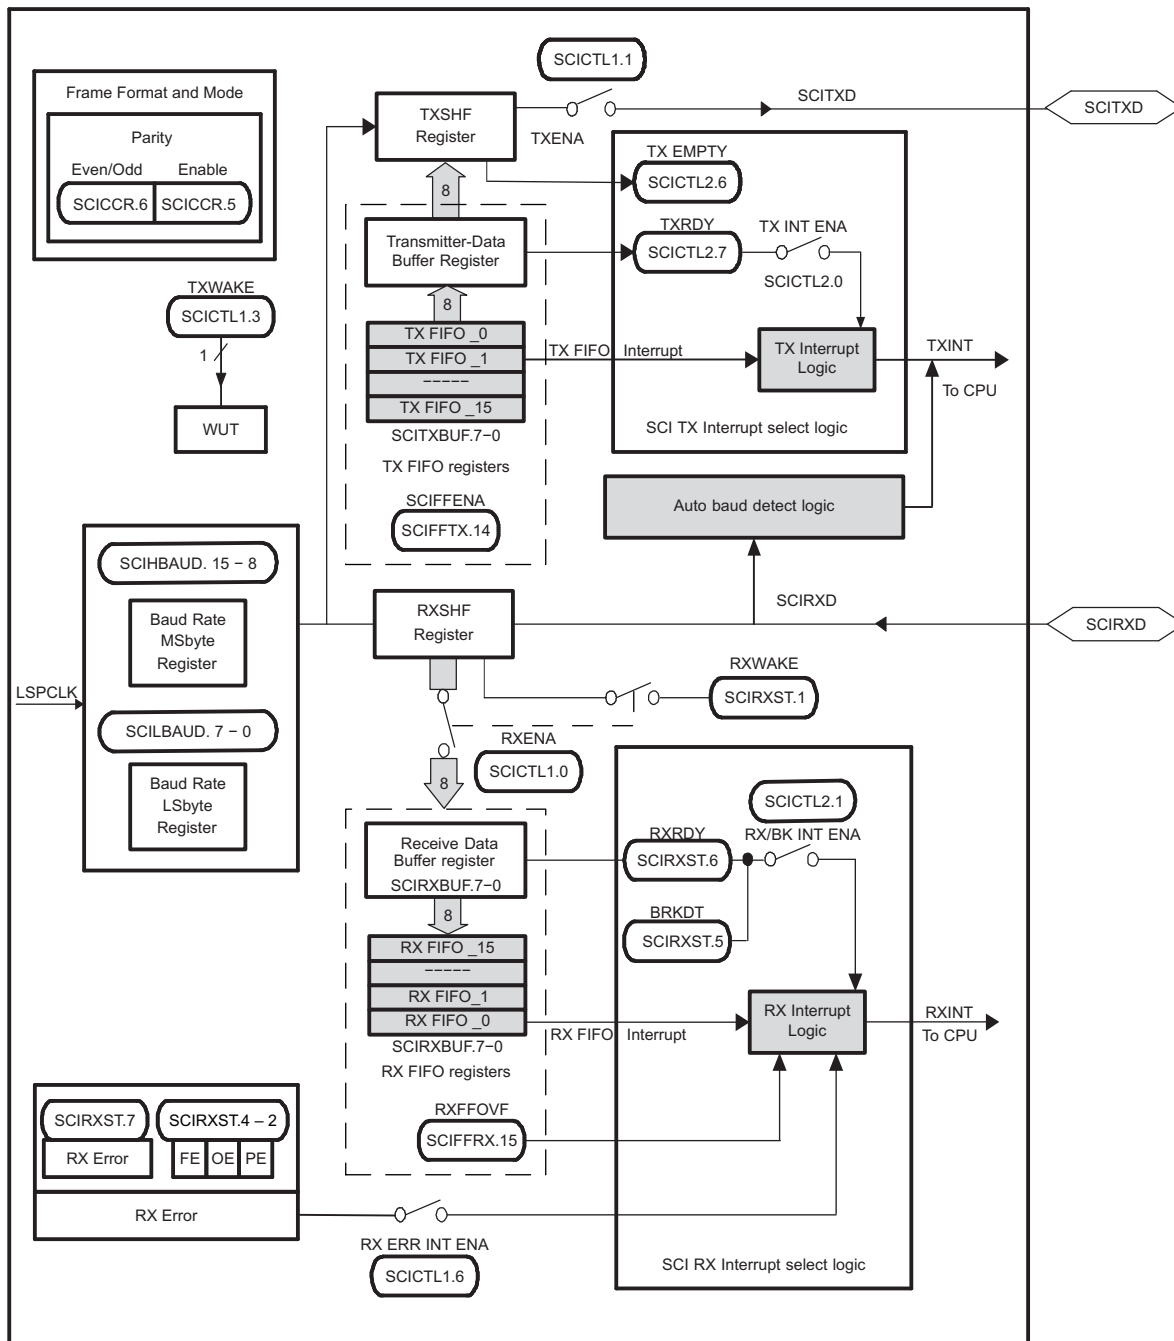 SCICTL1.1
Frame Format and Mode
Parity
Even/Odd
Enable
SCICCR.6
SCICCR.5
TXSHF
Register
TXENA
SCITXD
SCITXD
TX EMPTY
SCICTL2.6
8
Transmitter-Data
Buffer Register
TXRDY
SCICTL2.7
TX INT ENA
SCICTL2.0
TXWAKE
SCICTL1.3
1
WUT
8
TX FIFO _0
TX FIFO _1
-----
TX FIFO _15
SCITXBUF.7-0
TX FIFO registers
SCIFFENA
SCIFFTX.14
TX FIFO Interrupt
TX Interrupt
Logic
TXINT
To CPU
SCI TX Interrupt select logic
Auto baud detect logic
LSPCLK
SCIHBAUD. 15 – 8
Baud Rate
MSbyte
Register
SCILBAUD. 7 – 0
Baud Rate
LSbyte
Register
RXSHF
Register
SCIRXD
SCIRXD
RXWAKE
SCIRXST.1
RXENA
SCICTL1.0
8
Receive Data
Buffer register
SCIRXBUF.7-0
8
RX FIFO _15
-----
RX FIFO_1
RX FIFO _0
SCIRXBUF.7-0
RX FIFO registers
RXFFOVF
SCIFFRX.15
SCICTL2.1
RX/BK INT ENA
RXRDY
SCIRXST.6
BRKDT
SCIRXST.5
RX FIFO Interrupt
RX Interrupt
Logic
RXINT
To CPU
SCI RX Interrupt select logic
SCIRXST.7
SCIRXST.4 – 2
RX Error
FE
OE
PE
RX Error
RX ERR INT ENA
SCICTL1.6